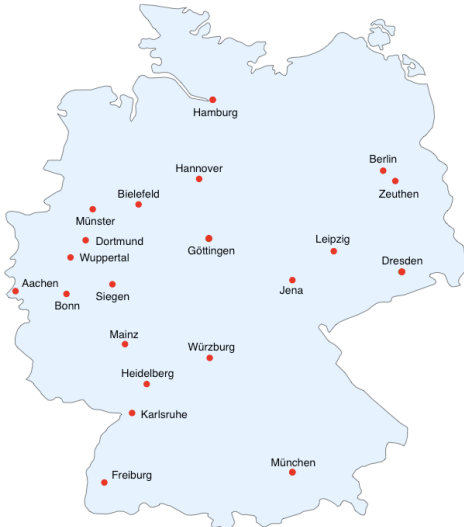 Hamburg
Berlin
Hannover
Zeuthen
Bielefeld
Münster
Dortmund
Leipzig
Göttingen
Wuppertal
Dresden
Aachen
Siegen
Jena
Bonn
Mainz
Würzburg
Heidelberg
Karlsruhe
München
Freiburg